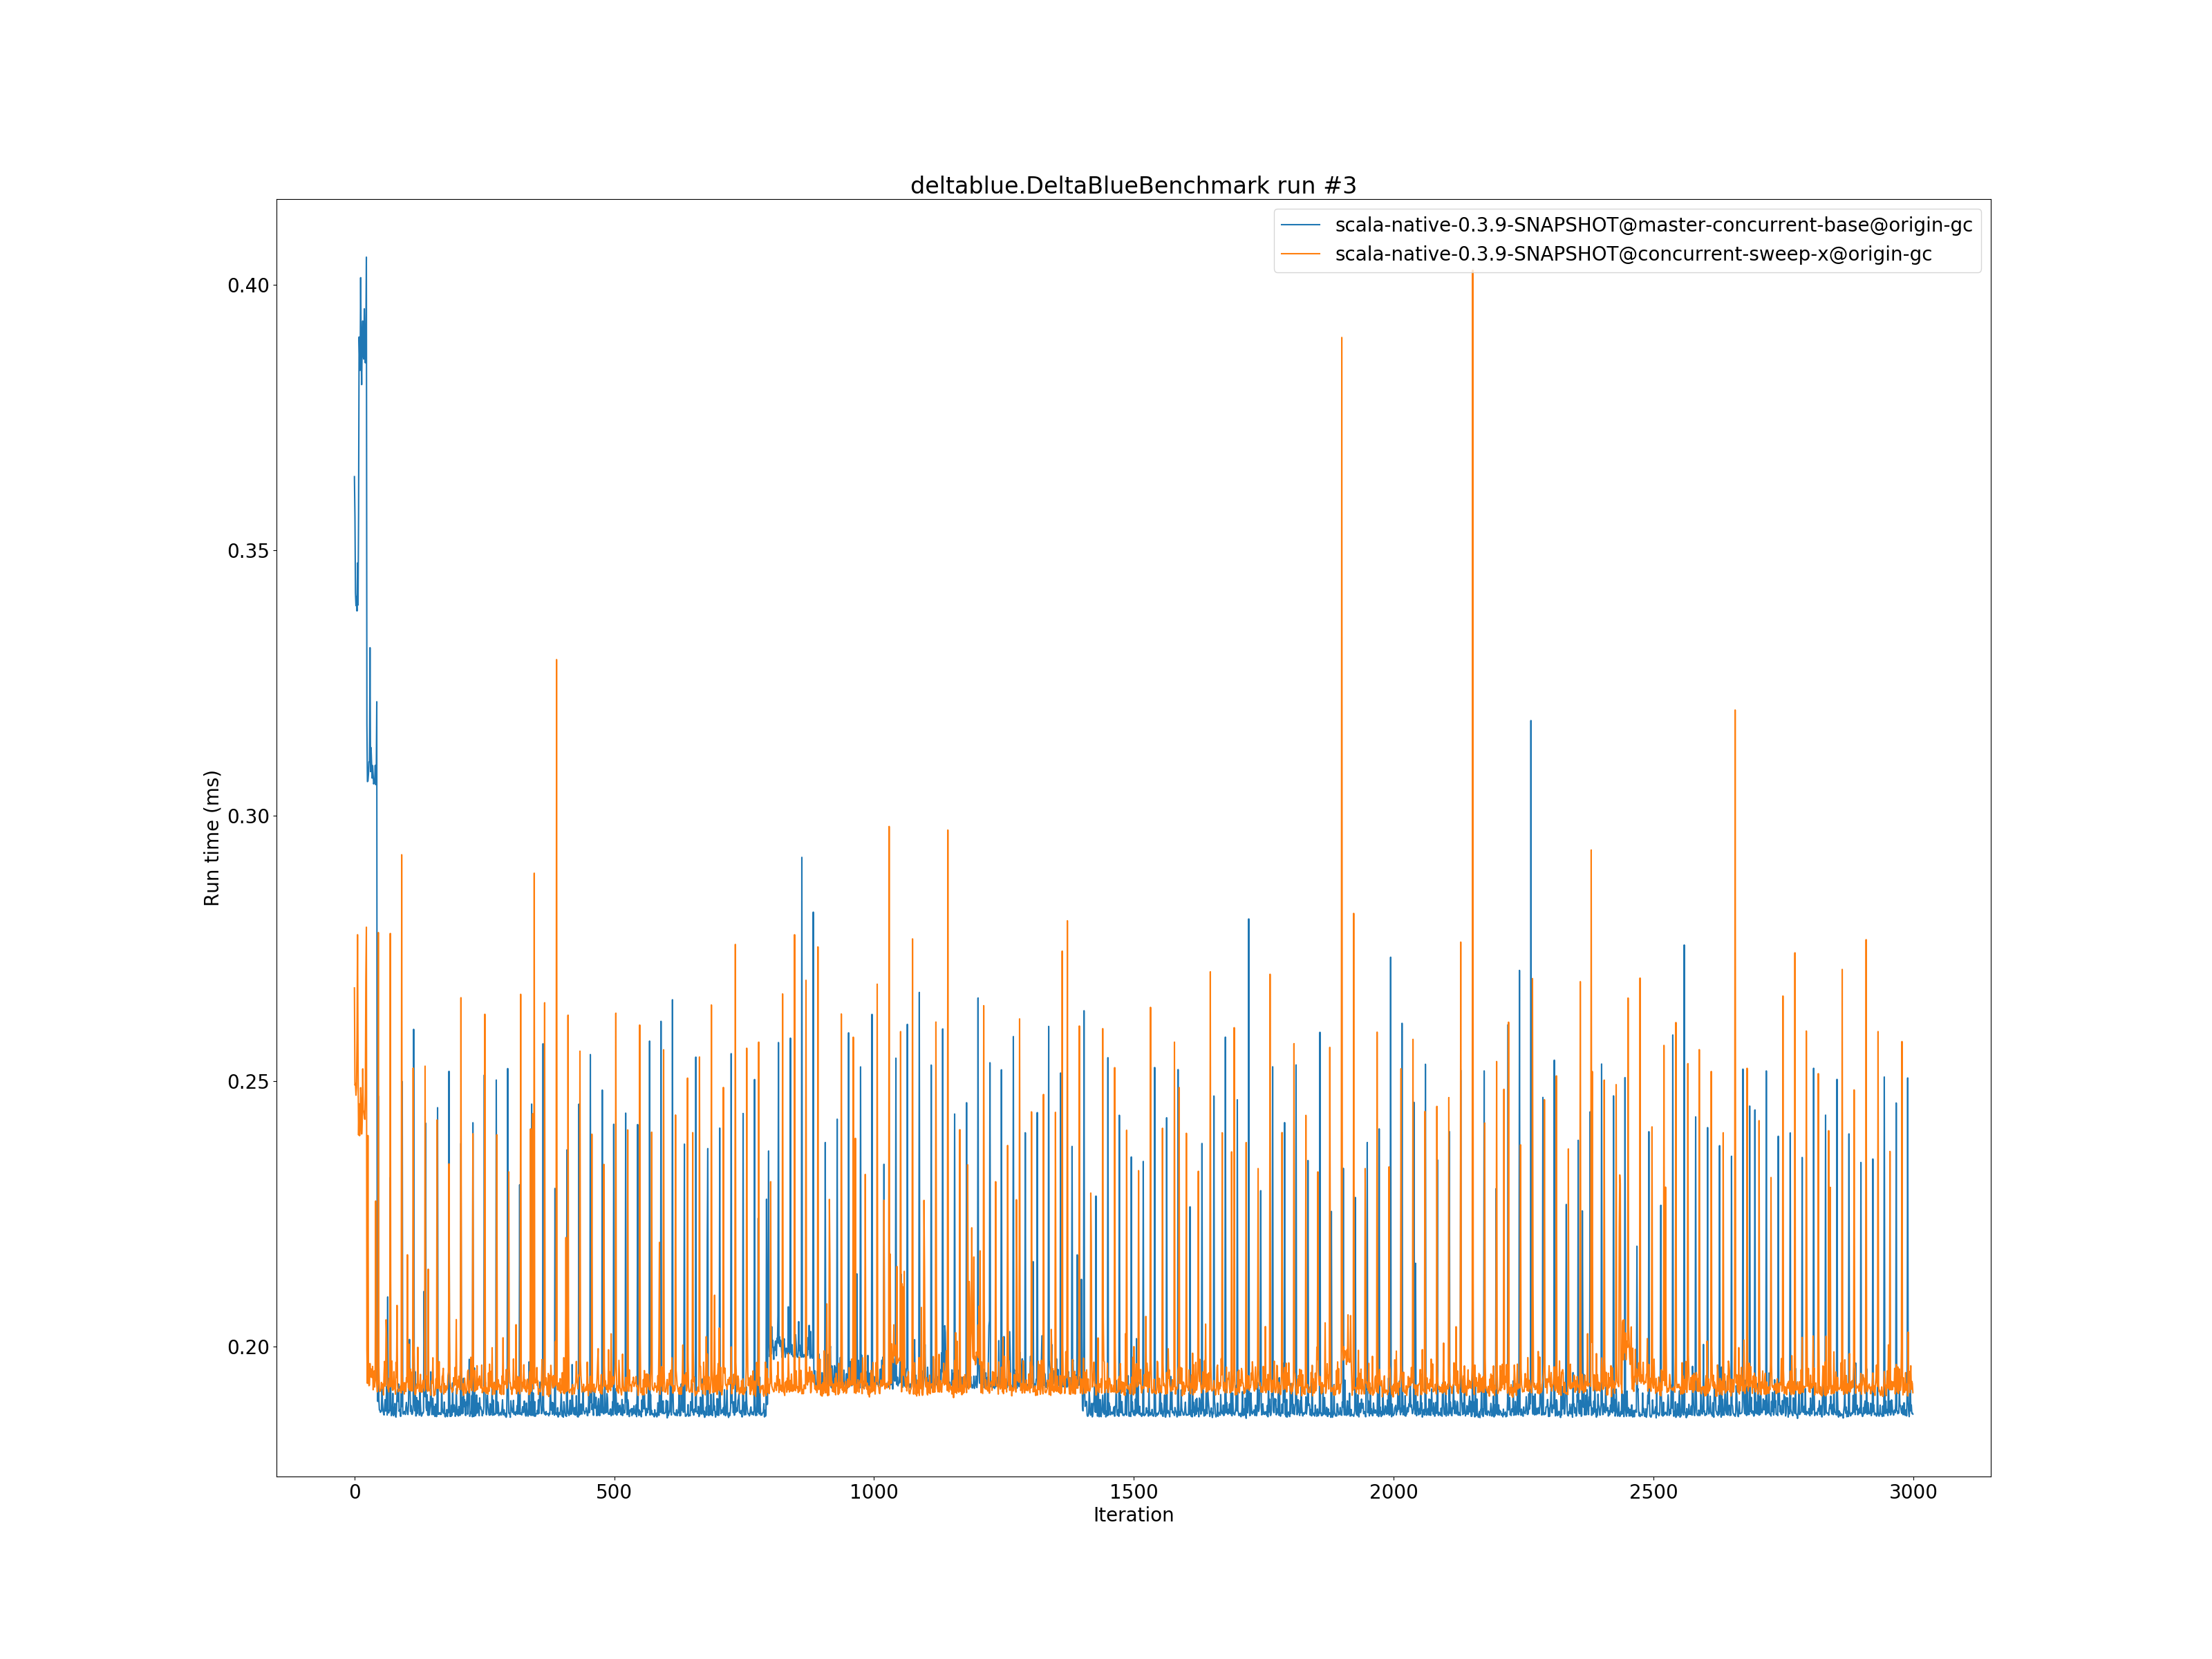 deltablue.DeltaBlueBenchmark run #3
scala-native-0.3.9-SNAPSHOT@master-concurrent-base@origin-gc
scala-native-0.3.9-SNAPSHOT@concurrent-sweep-x@origin-gc
Run time (ms)
0.40
0.35
0.30
0.25
0.20
0
500
1000
1500
2000
2500
3000
Iteration